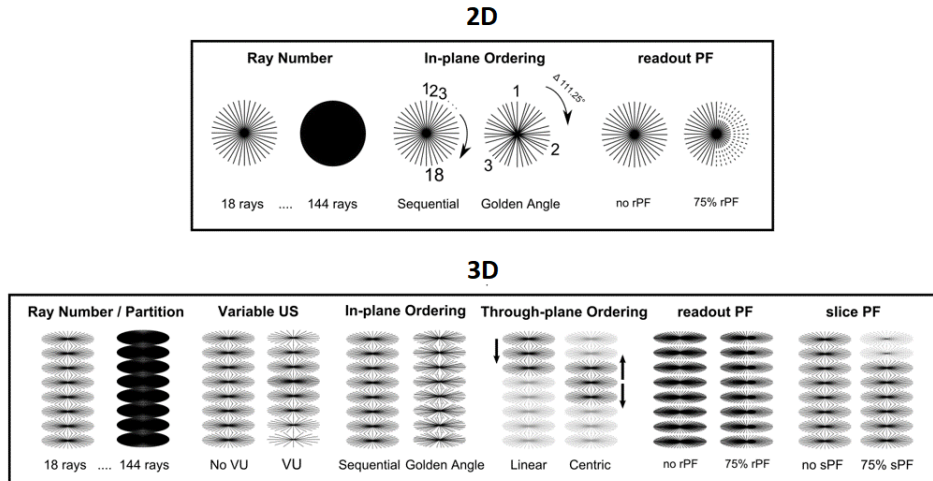 2D
Ray Number In-plane Ordering readout PF
123
1
Δ 111.25°
2
3
18
18 rays .... 144 rays Sequential Golden Angle no rPF 75% rPF
3D
Ray Number / Partition Variable US In-plane Ordering Through-plane Ordering readout PF slice PF
18 rays .... 144 rays No VU VU Sequential Golden Angle Linear Centric no rPF 75% rPF no sPF 75% sPF